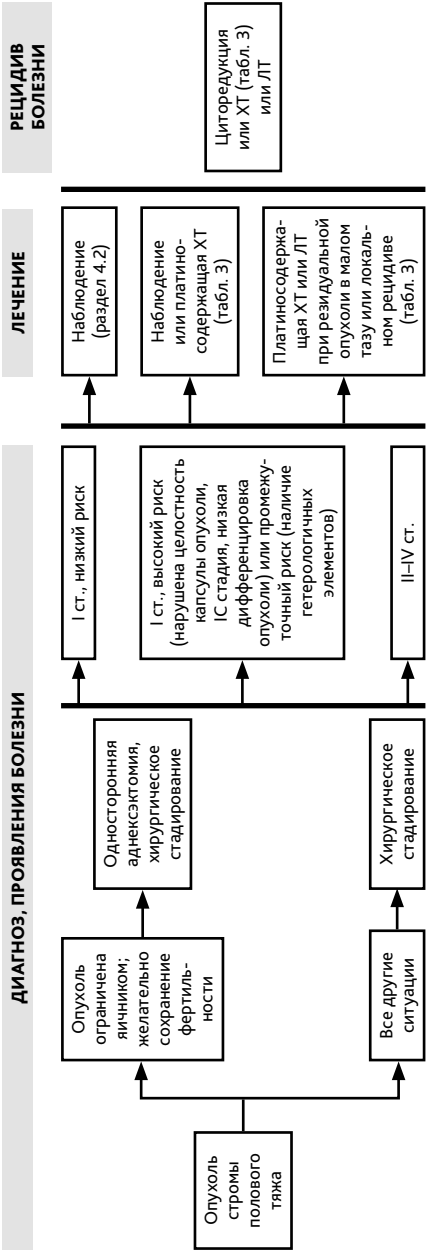 ДИАГНОЗ, ПРОЯВЛЕНИЯ БОЛЕЗНИ
ЛЕЧЕНИЕ
РЕЦИДИВ
БОЛЕЗНИ
Опухоль
стромы
полового
тяжа
Опухоль
ограничена
яичником;
желательно
сохранение
фертиль-
ности
Односторонняя
аднексэктомия,
хирургическое
стадирование
Все другие
ситуации
Хирургическое
стадирование
I ст., низкий риск
I ст., высокий риск
(нарушена целостность
капсулы опухоли,
IC стадия, низкая
дифференцировка
опухоли) или промежу-
точный риск (наличие
гетерологичных
элементов)
II–IV ст.
Наблюдение
(раздел 4.2)
Наблюдение
или платино-
содержащая ХТ
(табл. 3)
Платиносодержа-
щая ХТ или ЛТ
при резидуальной
опухоли в малом
тазу или локаль-
ном рецидиве
(табл. 3)
Циторедукция
или ХТ (табл. 3)
или ЛТ